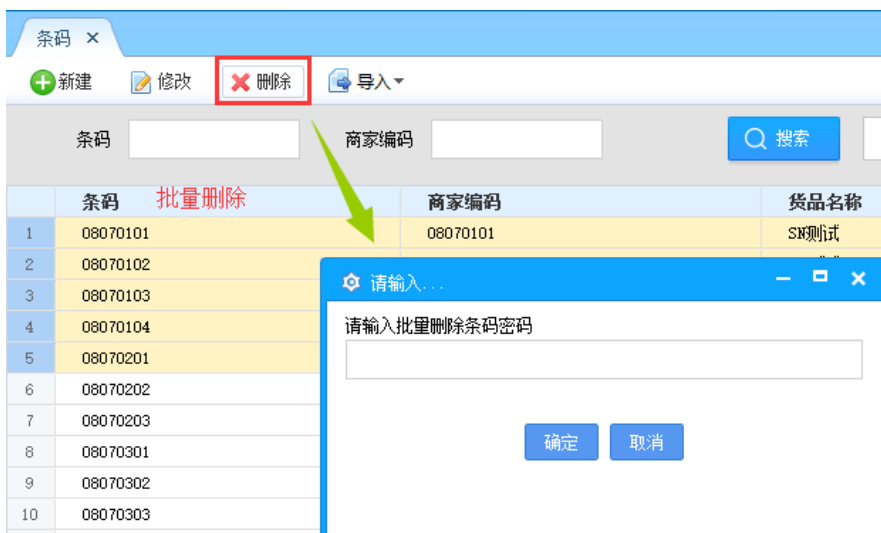 条码 ×
新建 修改 删除 导入
条码 商家编码 搜索
条码 批量删除 商家编码 货品名称
1 08070101 08070101 SN测试
2 08070102
3 08070103
4 08070104
5 08070201
6 08070202
7 08070203
8 08070301
9 08070302
10 08070303
请输入...
请输入批量删除条码密码
确定 取消